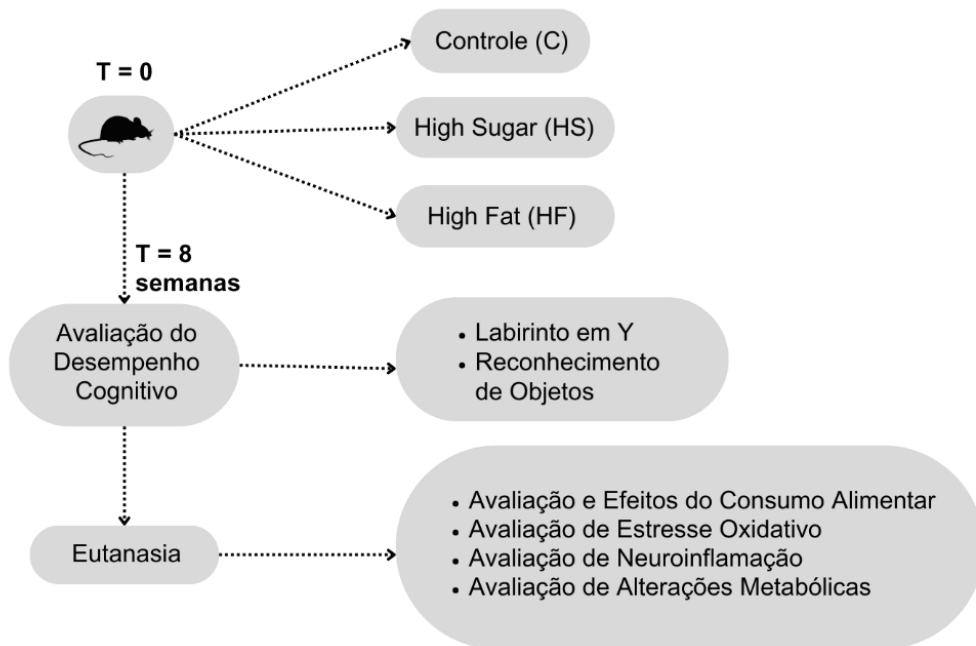 T = 0
Controle (C)
High Sugar (HS)
High Fat (HF)
T = 8
semanas
Avaliação do
Desempenho
Cognitivo
• Labirinto em Y
• Reconhecimento
de Objetos
Eutanasia
• Avaliação e Efeitos do Consumo Alimentar
• Avaliação de Estresse Oxidativo
• Avaliação de Neuroinflamação
• Avaliação de Alterações Metabólicas